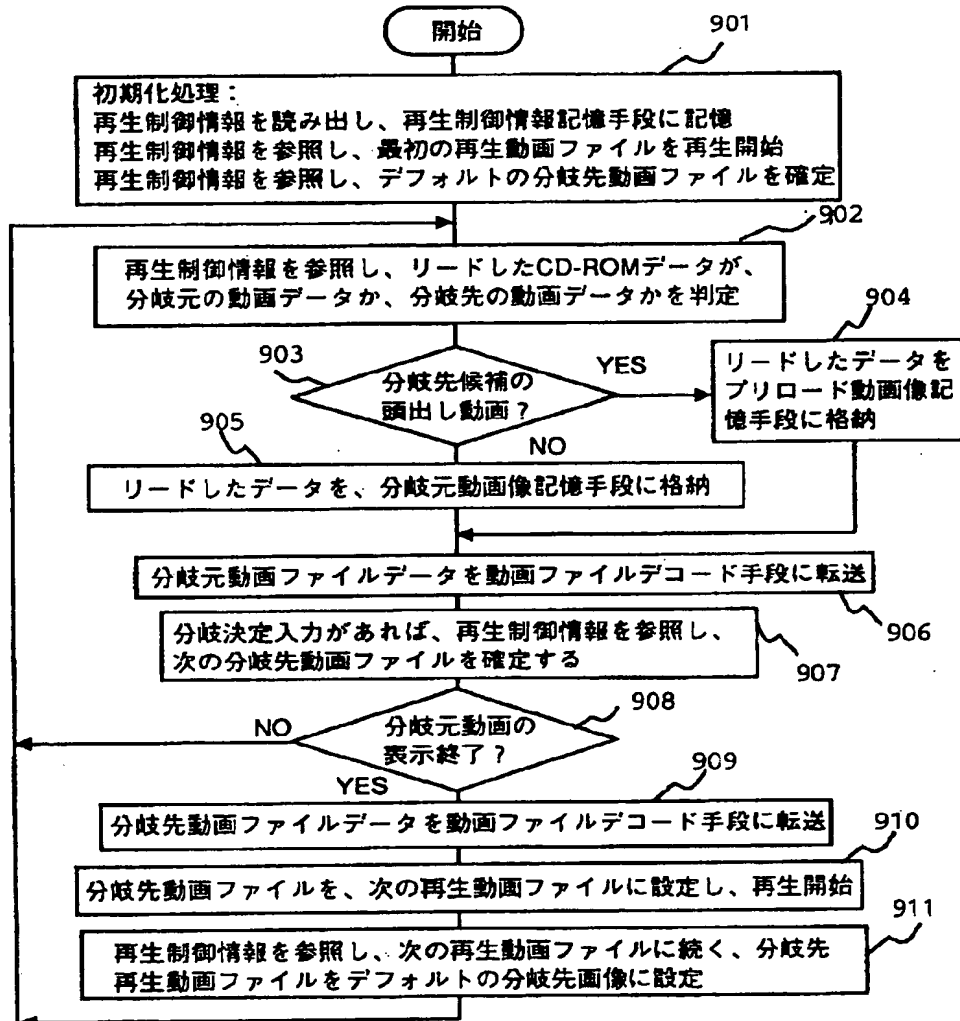 開始
901
初期化処理：
再生制御情報を読み出し、再生制御情報記憶手段に記憶
再生制御情報を参照し、最初の再生動画ファイルを再生開始
再生制御情報を参照し、デフォルトの分岐先動画ファイルを確定
902
再生制御情報を参照し、リードしたCD-ROMデータが、
分岐元の動画データか、分岐先の動画データかを判定
903
分岐先候補の
頭出し動画？
YES
NO
904
リードしたデータを
プリロード動画像記
憶手段に格納
905
リードしたデータを、分岐元動画像記憶手段に格納
分岐元動画ファイルデータを動画ファイルデコード手段に転送
906
分岐決定入力があれば、再生制御情報を参照し、
次の分岐先動画ファイルを確定する
907
908
分岐元動画の
表示終了？
NO
YES
909
分岐先動画ファイルデータを動画ファイルデコード手段に転送
910
分岐先動画ファイルを、次の再生動画ファイルに設定し、再生開始
911
再生制御情報を参照し、次の再生動画ファイルに続く、分岐先
再生動画ファイルをデフォルトの分岐先画像に設定